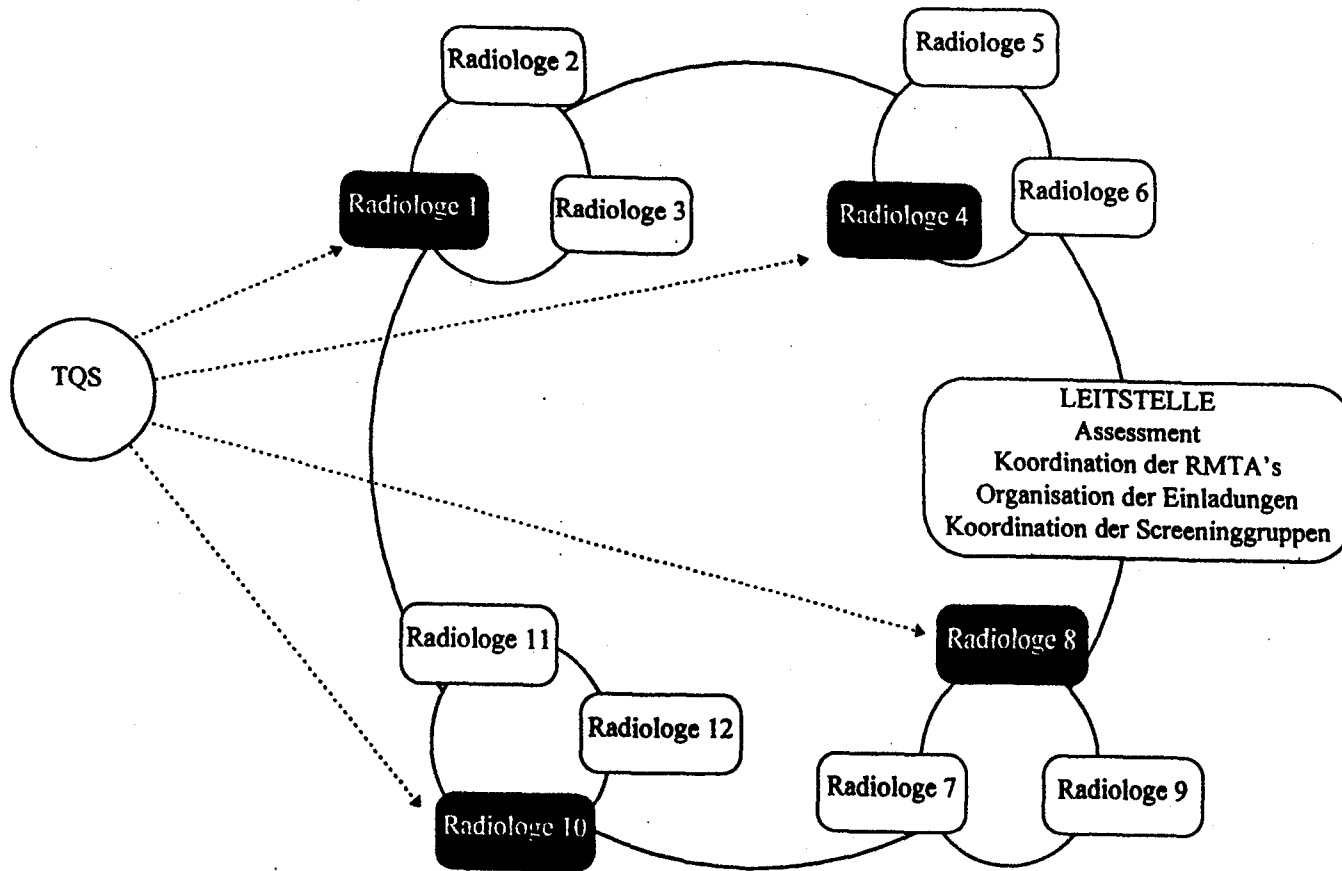 Radiologe 2
Radiologe 5
Radiologe 1
Radiologe 3
Radiologe 4
Radiologe 6
TQS
LEITSTELLE
Assessment
Koordination der RMTA's
Organisation der Einladungen
Koordination der Screeninggruppen
Radiologe 11
Radiologe 8
Radiologe 12
Radiologe 7
Radiologe 9
Radiologe 10